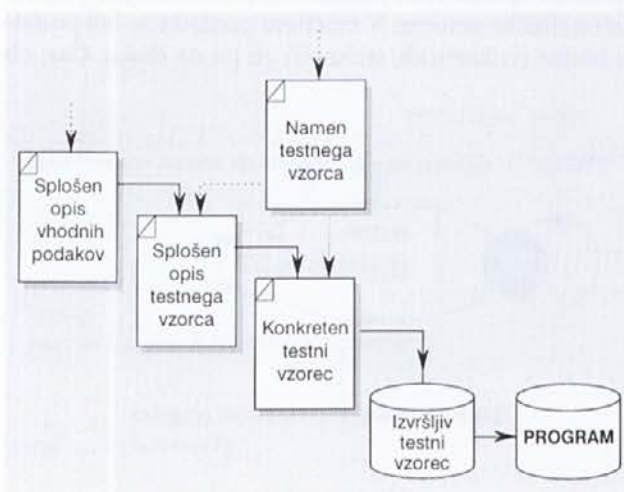 Namen
testnega
vzorca
Splošen
opis
vhodnih
podakov
Splošen
opis
testnega
vzorca
Konkreten
testni
vzorec
Izvršljiv
testni
vzorec
PROGRAM